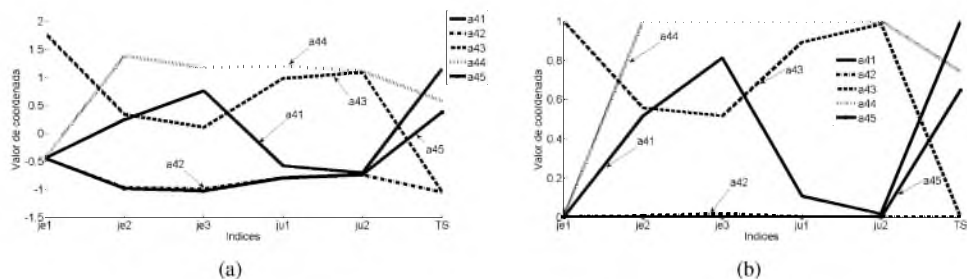 2
1.5
1
0.5
0
-0.5
-1
-1.5
Valor de coordenada
je1 je2 je3 ju1 ju2 TS
Indices
a44
a43
a41
a42
a45
a41
a42
a43
a44
a45
(a)
1
0.8
0.6
0.4
0.2
0
Valor de coordenada
je1 je2 je3 ju1 ju2 TS
Indices
a44
a43
a41
a42
a45
a41
a42
a43
a44
a45
(b)